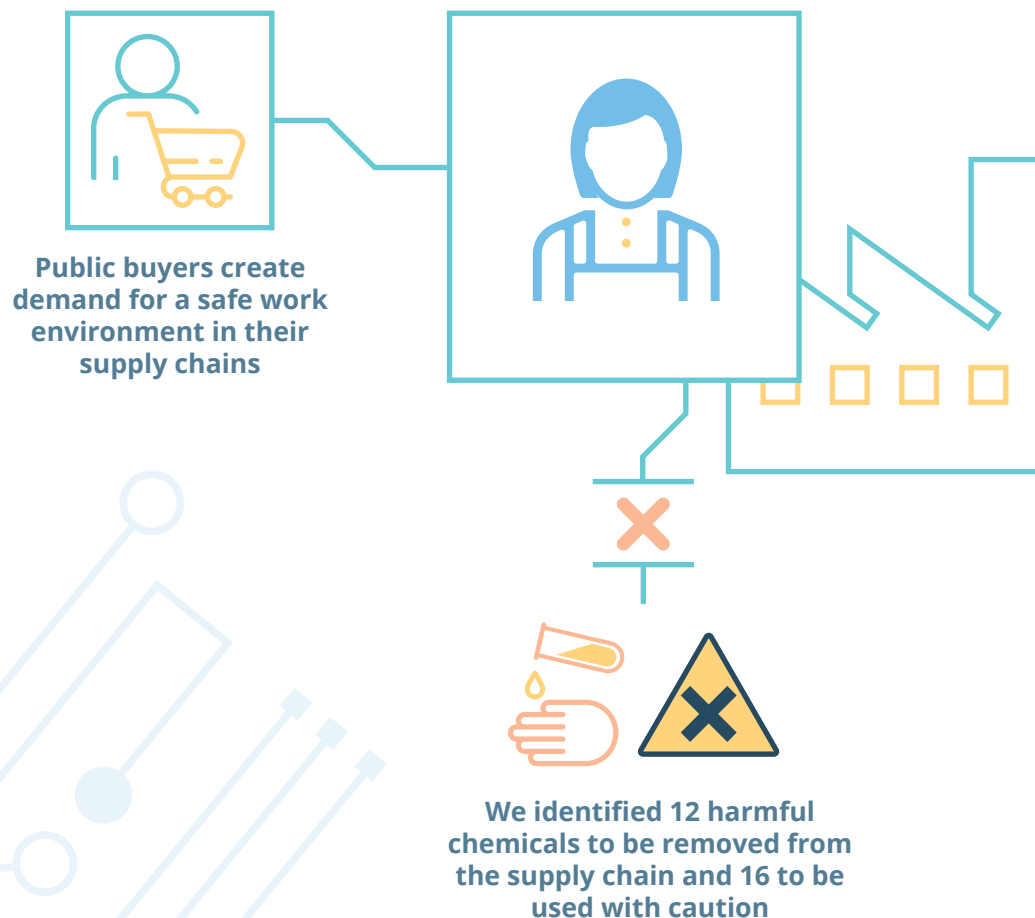 Public buyers create
demand for a safe work
environment in their
supply chains
We identified 12 harmful
chemicals to be removed from
the supply chain and 16 to be
used with caution